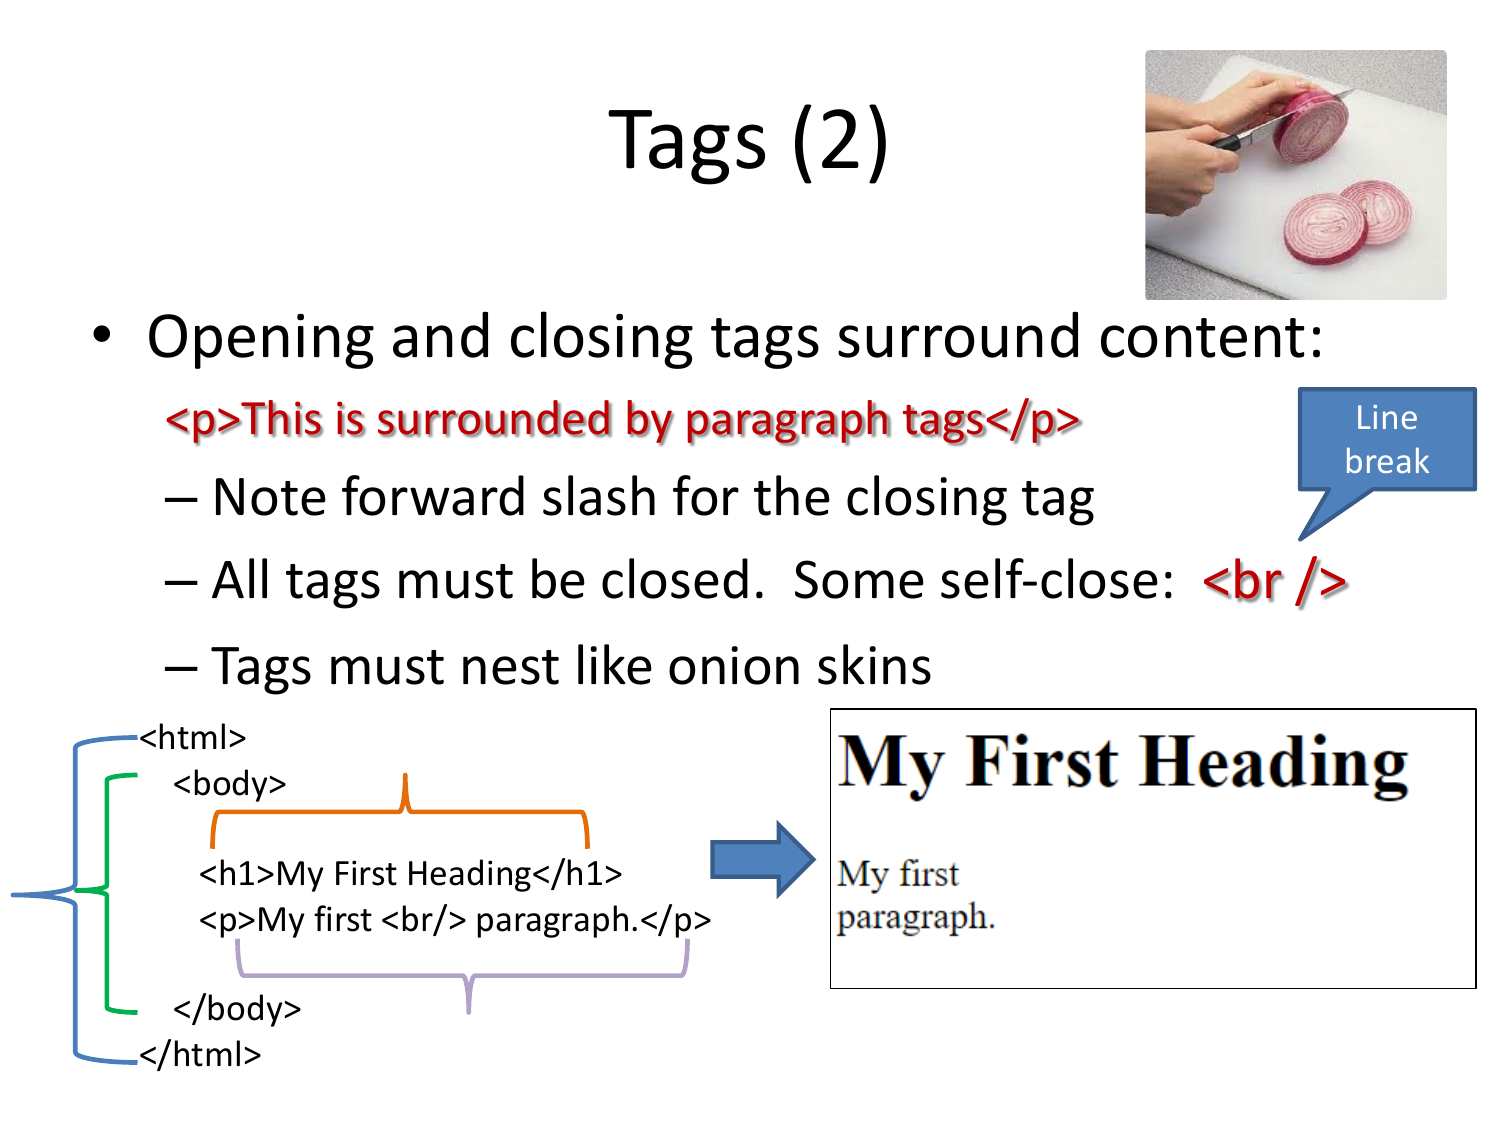 Tags (2)
• Opening and closing tags surround content:
<p>This is surrounded by paragraph tags</p>
Line
break
– Note forward slash for the closing tag
– All tags must be closed.  Some self-close:  <br />
– Tags must nest like onion skins
<html>
<body>
<h1>My First Heading</h1>
<p>My first <br/> paragraph.</p>
</body>
</html>
My First Heading
My first
paragraph.